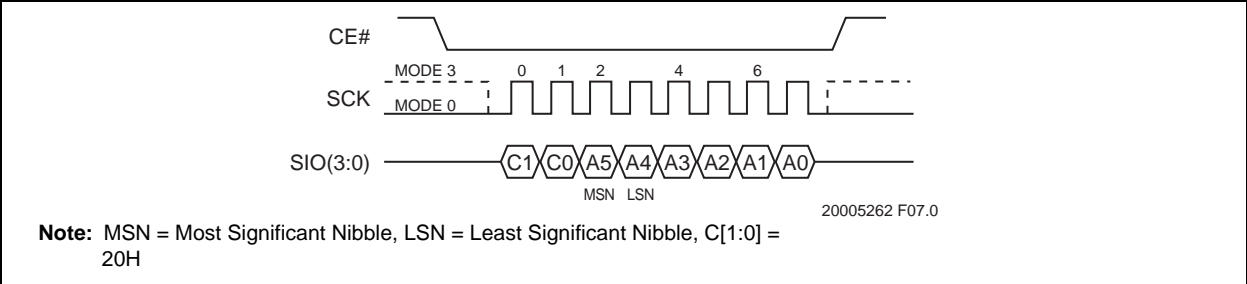 CE#
MODE 3 0 1 2 4 6
SCK
MODE 0
SIO(3:0) C1 C0 A5 A4 A3 A2 A1 A0
MSN LSN
20005262 F07.0
Note: MSN = Most Significant Nibble, LSN = Least Significant Nibble, C[1:0] =
20H